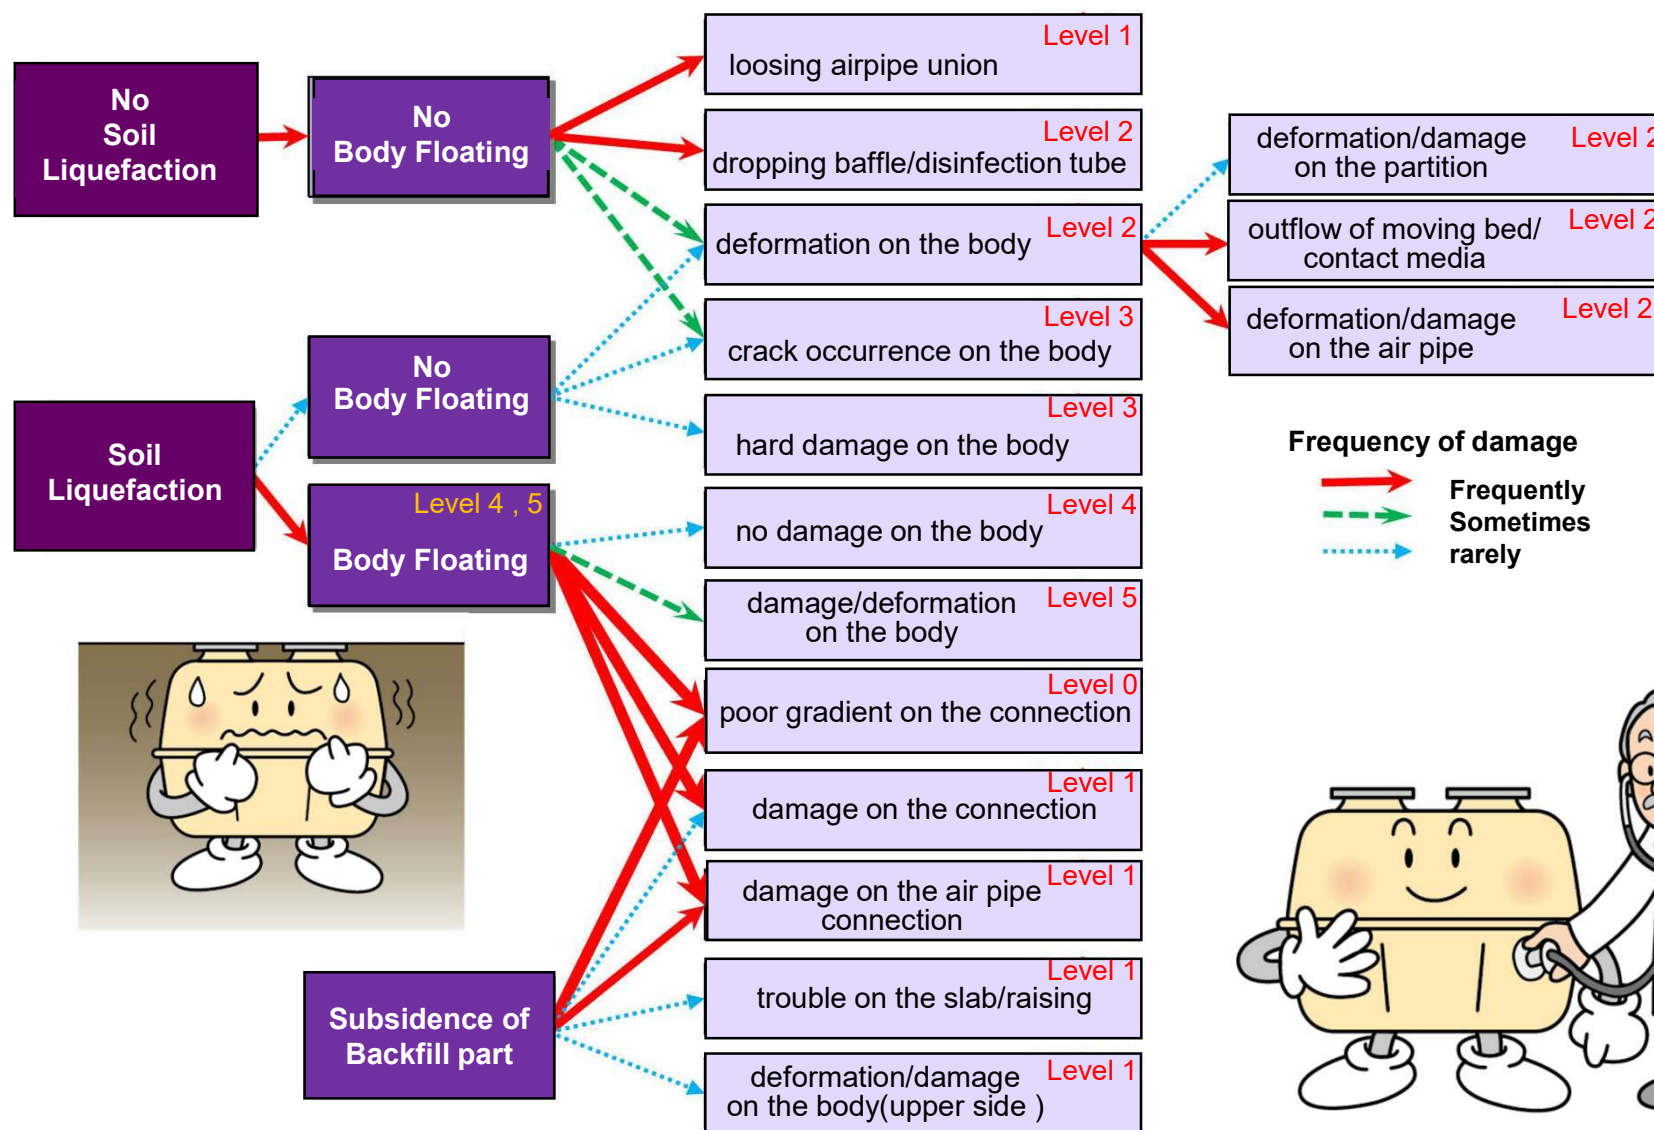 No
Soil
Liquefaction
No
Body Floating
Level 1
loosing airpipe union
Level 2
dropping baffle/disinfection tube
Level 2
deformation on the body
Level 3
crack occurrence on the body
Level 2
deformation/damage
on the partition
Level 2
outflow of moving bed/
contact media
Level 2
deformation/damage
on the air pipe
Soil
Liquefaction
No
Body Floating
Level 4 , 5
Body Floating
Level 3
hard damage on the body
Level 4
no damage on the body
Level 5
damage/deformation
on the body
Level 0
poor gradient on the connection
Level 1
damage on the connection
Level 1
damage on the air pipe
connection
Level 1
trouble on the slab/raising
Level 1
deformation/damage
on the body(upper side )
Subsidence of
Backfill part
Frequency of damage
Frequently
Sometimes
rarely